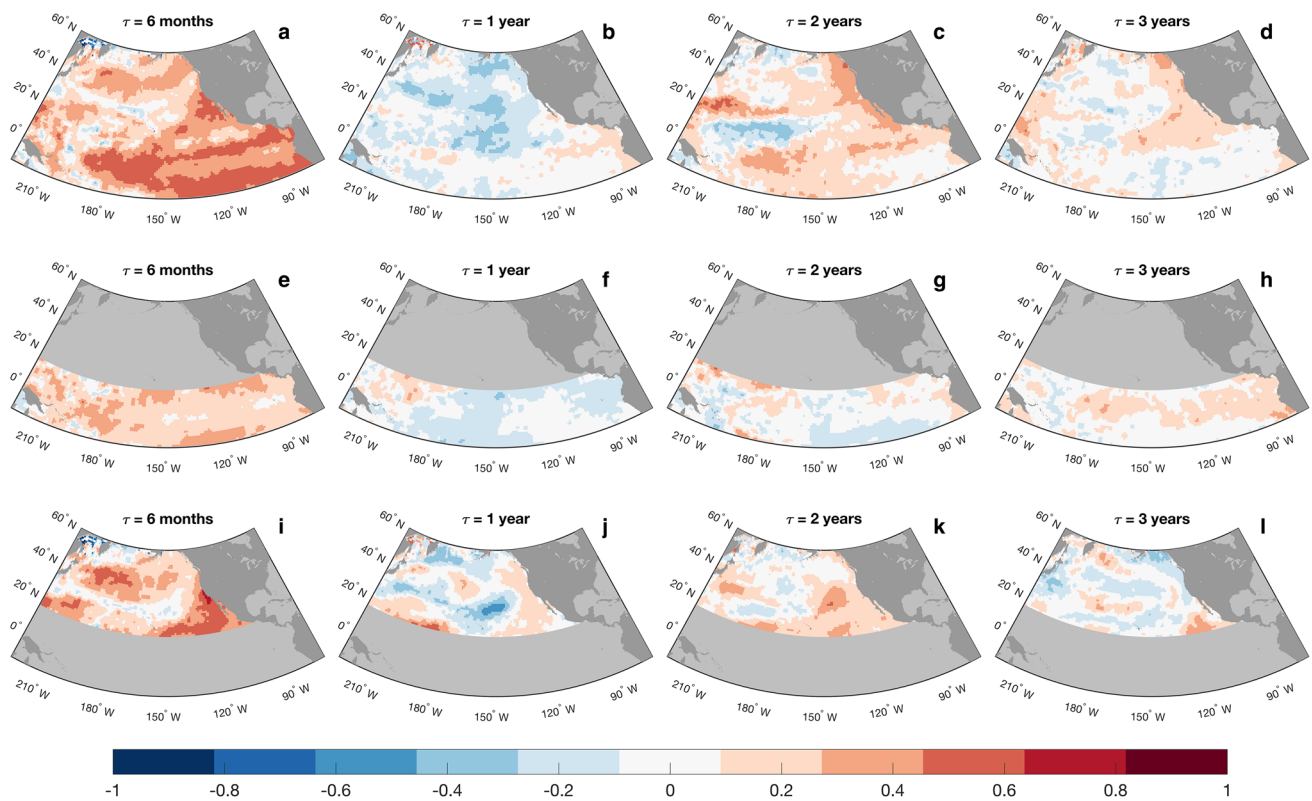 τ = 6 months a τ = 1 year b τ = 2 years c τ = 3 years d
60° N 60° N 60° N 60° N
40° N 40° N 40° N 40° N
20° N 20° N 20° N 20° N
0° 0° 0° 0°
210° W 180° W 150° W 120° W 90° W 210° W 180° W 150° W 120° W 90° W 210° W 180° W 150° W 120° W 90° W 210° W 180° W 150° W 120° W 90° W
τ = 6 months e τ = 1 year f τ = 2 years g τ = 3 years h
60° N 60° N 60° N 60° N
40° N 40° N 40° N 40° N
20° N 20° N 20° N 20° N
0° 0° 0° 0°
210° W 180° W 150° W 120° W 90° W 210° W 180° W 150° W 120° W 90° W 210° W 180° W 150° W 120° W 90° W 210° W 180° W 150° W 120° W 90° W
τ = 6 months i τ = 1 year j τ = 2 years k τ = 3 years l
60° N 60° N 60° N 60° N
40° N 40° N 40° N 40° N
20° N 20° N 20° N 20° N
0° 0° 0° 0°
210° W 180° W 150° W 120° W 90° W 210° W 180° W 150° W 120° W 90° W 210° W 180° W 150° W 120° W 90° W 210° W 180° W 150° W 120° W 90° W
-1 -0.8 -0.6 -0.4 -0.2 0 0.2 0.4 0.6 0.8 1